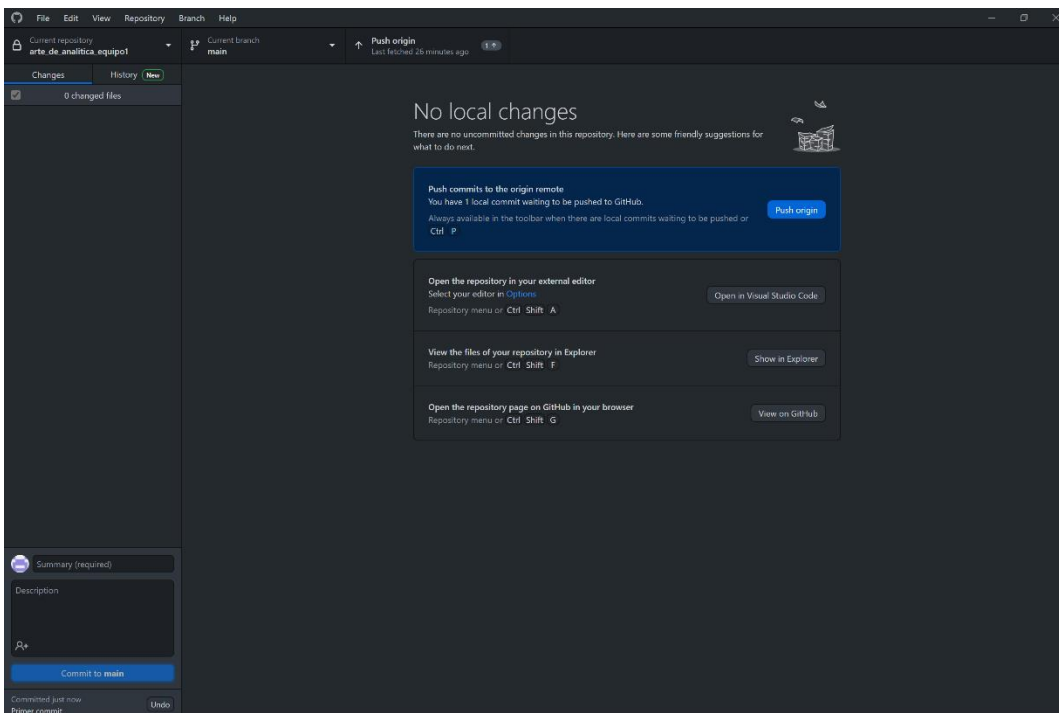 File Edit View Repository Branch Help
Current repository
arte_de_analitica_equipo1
Current branch
main
Push origin
Last fetched 26 minutes ago
1
Changes
History New
0 changed files
No local changes
There are no uncommitted changes in this repository. Here are some friendly suggestions for
what to do next.
Push commits to the origin remote
You have 1 local commit waiting to be pushed to GitHub.
Always available in the toolbar when there are local commits waiting to be pushed or
Ctrl P
Push origin
Open the repository in your external editor
Select your editor in Options
Repository menu or Ctrl Shift A
Open in Visual Studio Code
View the files of your repository in Explorer
Repository menu or Ctrl Shift F
Show in Explorer
Open the repository page on GitHub in your browser
Repository menu or Ctrl Shift G
View on GitHub
Summary (required)
Description
Commit to main
Committed just now
Primer commit
Undo